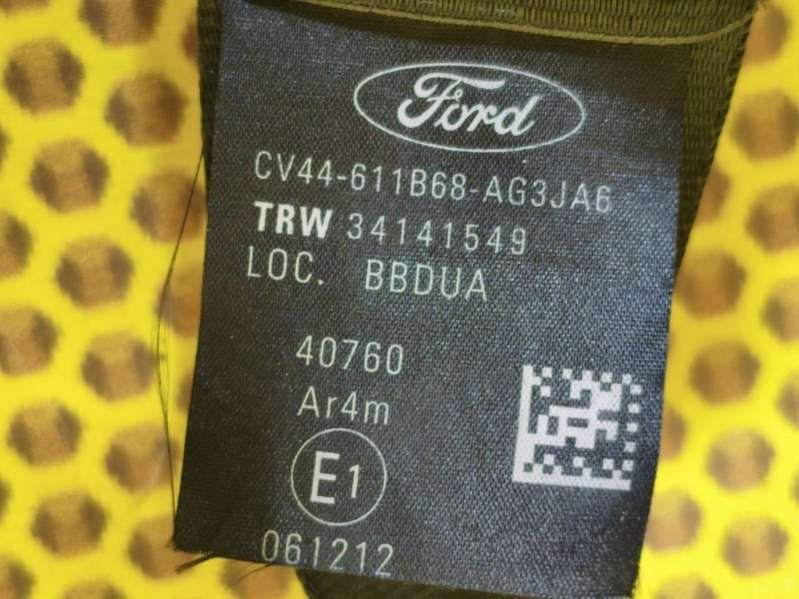 Ford
CV44-611B68-AG3JA6
TRW 34141549
LOC. BBDUA
40760
Ar4m
E1
061212